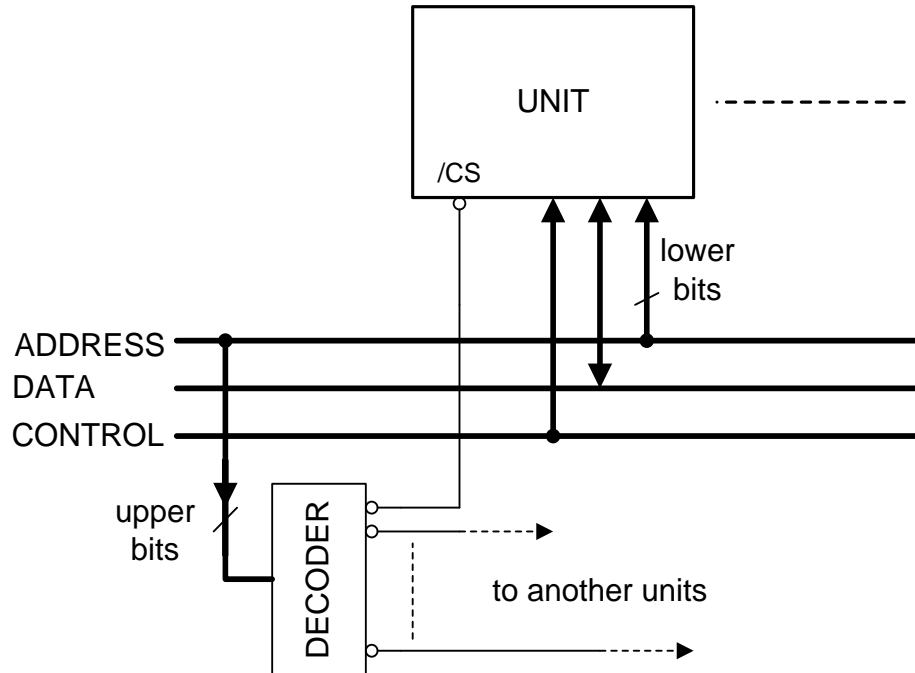 UNIT
/CS
lower
bits
ADDRESS
DATA
CONTROL
upper
bits
DECODER
to another units